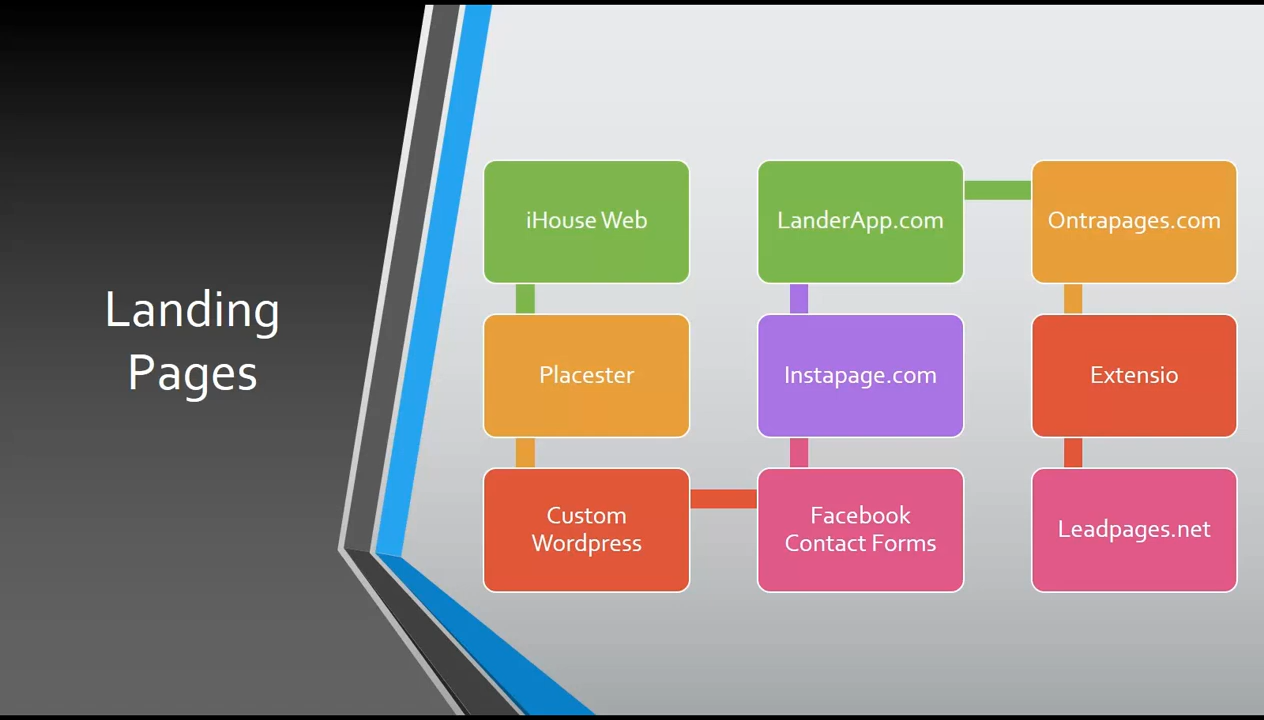 Landing
Pages
iHouse Web
Placester
Custom
Wordpress
Facebook
Contact Forms
Instapage.com
LanderApp.com
Ontrapages.com
Extensio
Leadpages.net